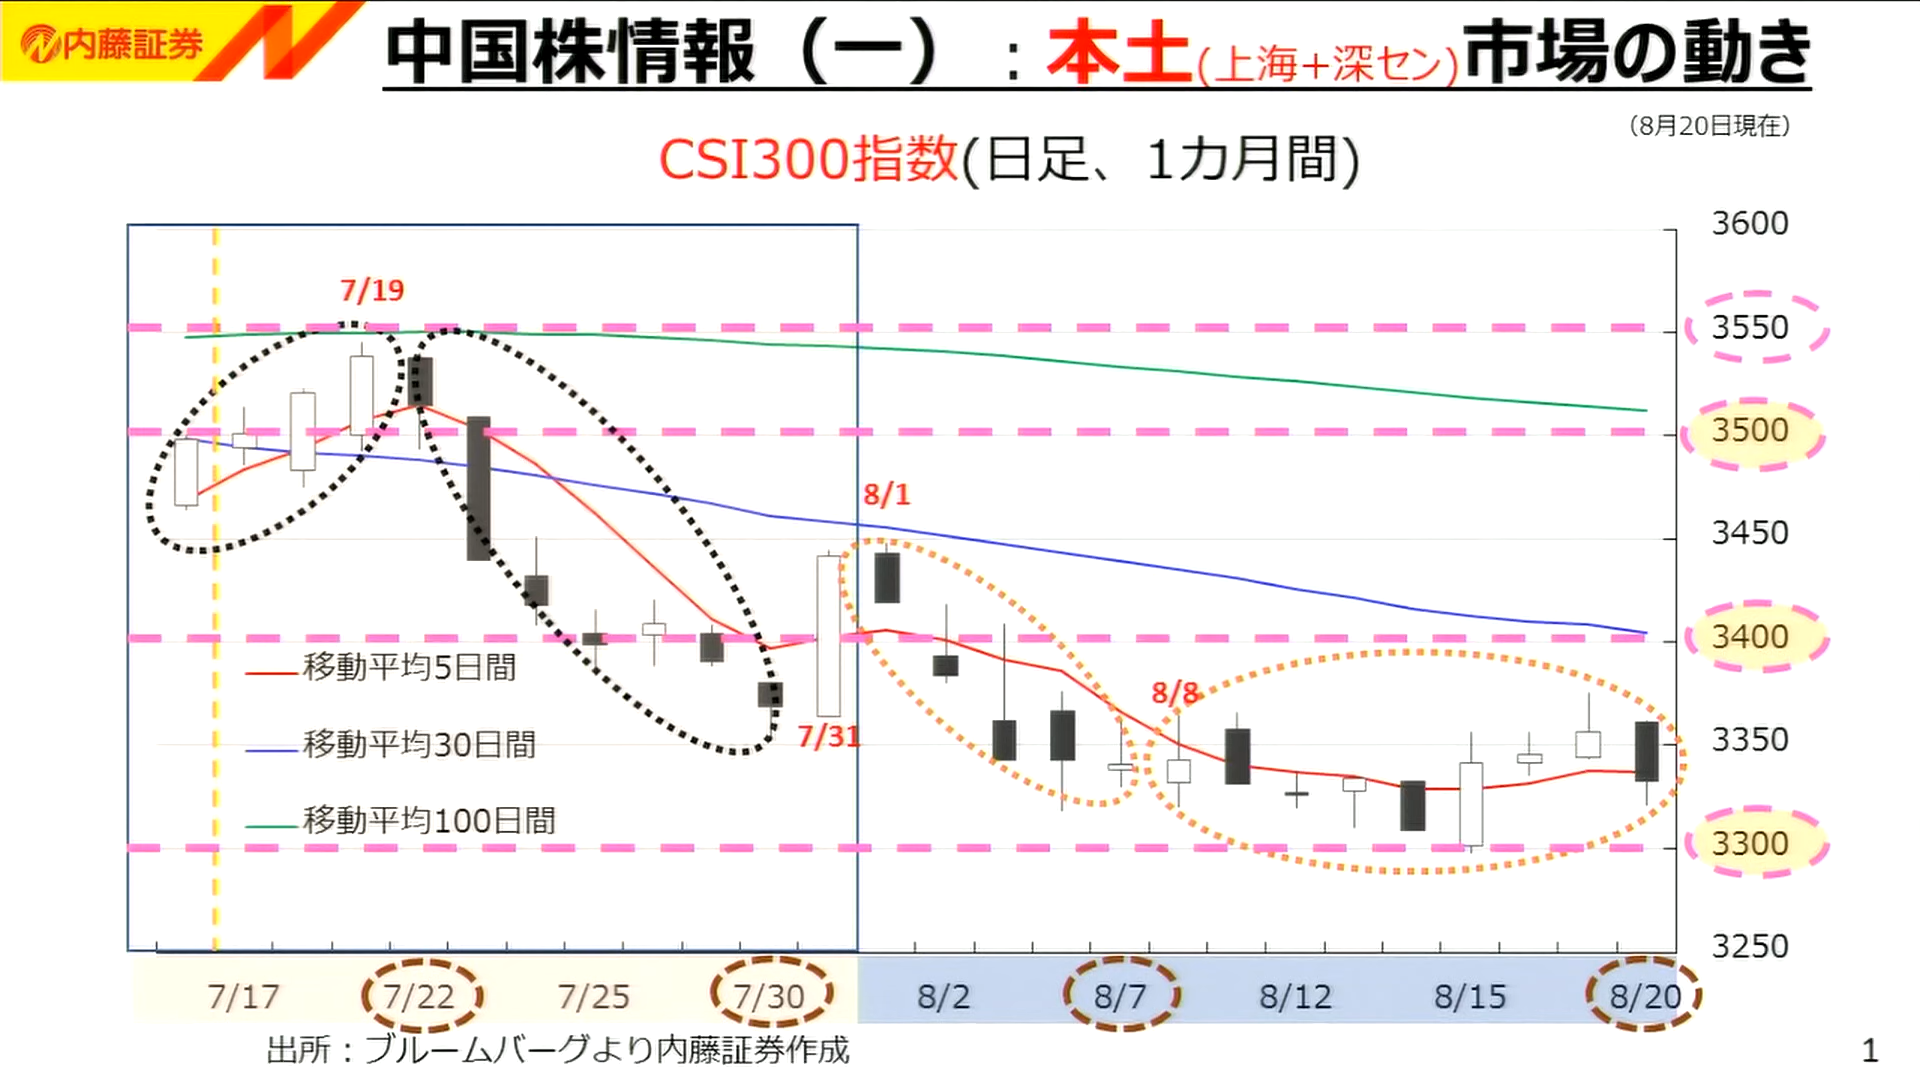 内藤証券
中国株情報（一）：本土(上海+深セン)市場の動き
（8月20日現在）
CSI300指数(日足、1カ月間)
3600
3550
3500
3450
3400
3350
3300
3250
7/19
8/1
7/31
8/8
移動平均5日間
移動平均30日間
移動平均100日間
7/17 7/22 7/25 7/30 8/2 8/7 8/12 8/15 8/20
出所：ブルームバーグより内藤証券作成
1